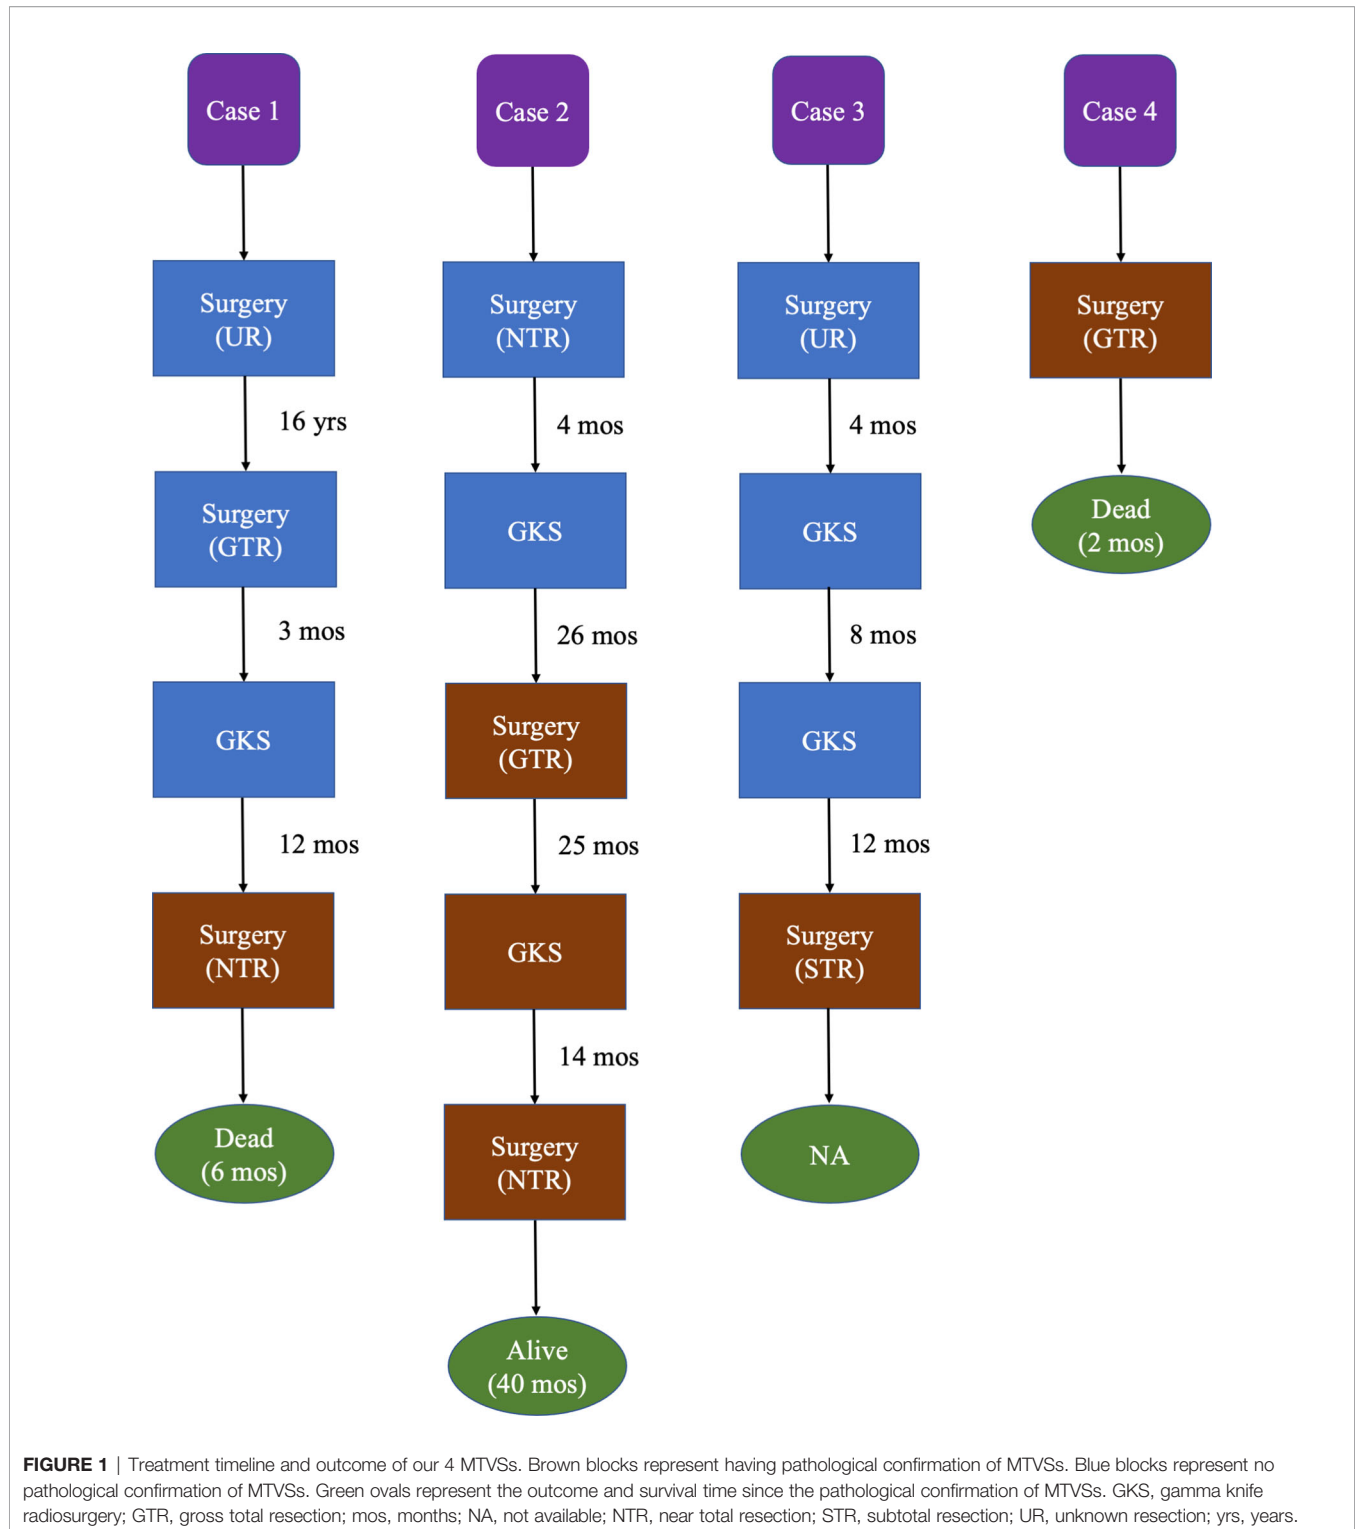 Case 1
Case 2
Case 3
Case 4
Surgery
(UR)
Surgery
(NTR)
Surgery
(UR)
Surgery
(GTR)
16 yrs
4 mos
4 mos
Surgery
(GTR)
GKS
GKS
Dead
(2 mos)
3 mos
26 mos
8 mos
GKS
Surgery
(GTR)
GKS
12 mos
25 mos
12 mos
Surgery
(NTR)
GKS
Surgery
(STR)
14 mos
Dead
(6 mos)
Surgery
(NTR)
NA
Alive
(40 mos)
FIGURE 1 | Treatment timeline and outcome of our 4 MTVSs. Brown blocks represent having pathological confirmation of MTVSs. Blue blocks represent no
pathological confirmation of MTVSs. Green ovals represent the outcome and survival time since the pathological confirmation of MTVSs. GKS, gamma knife
radiosurgery; GTR, gross total resection; mos, months; NA, not available; NTR, near total resection; STR, subtotal resection; UR, unknown resection; yrs, years.